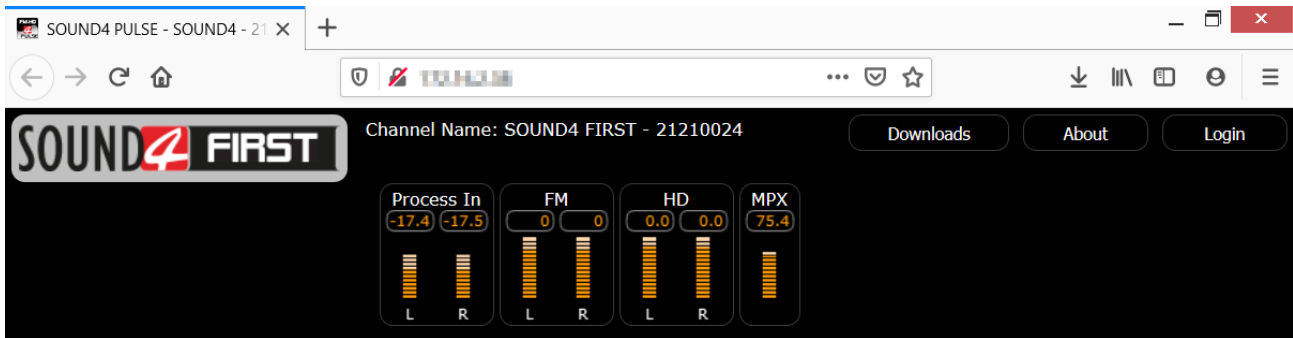 SOUND4 PULSE - SOUND4 - 21
SOUND4 FIRST
Channel Name: SOUND4 FIRST - 21210024
Downloads
About
Login
Process In
FM
HD
MPX
-17.4 -17.5
0 0
0.0 0.0
75.4
L R
L R
L R